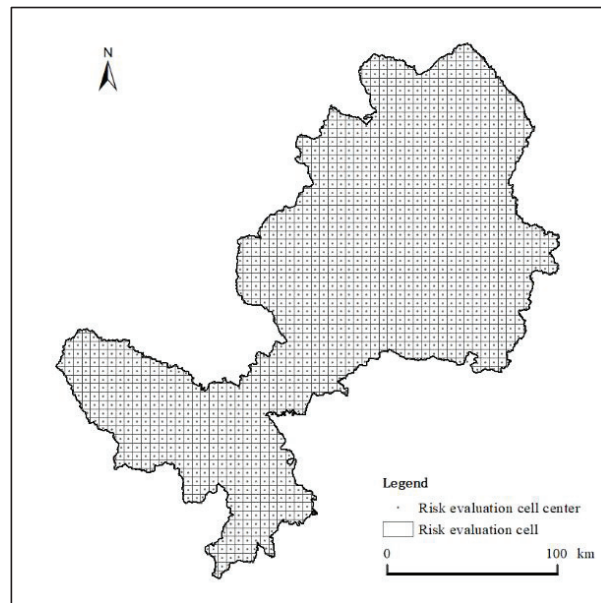 N
Legend
Risk evaluation cell center
Risk evaluation cell
0 100 km